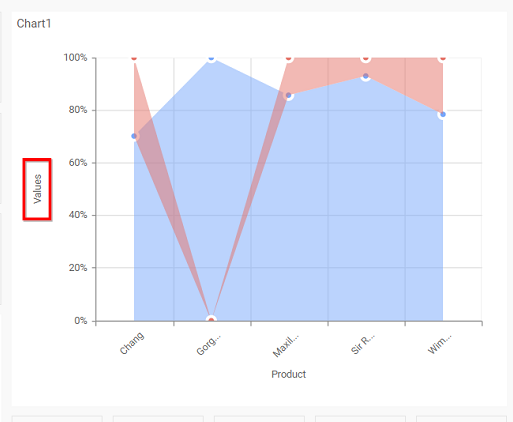 Chart1
100%
80%
60%
40%
20%
0%
Values
Chang
Gorg...
Maxil...
Sir R...
Wim...
Product